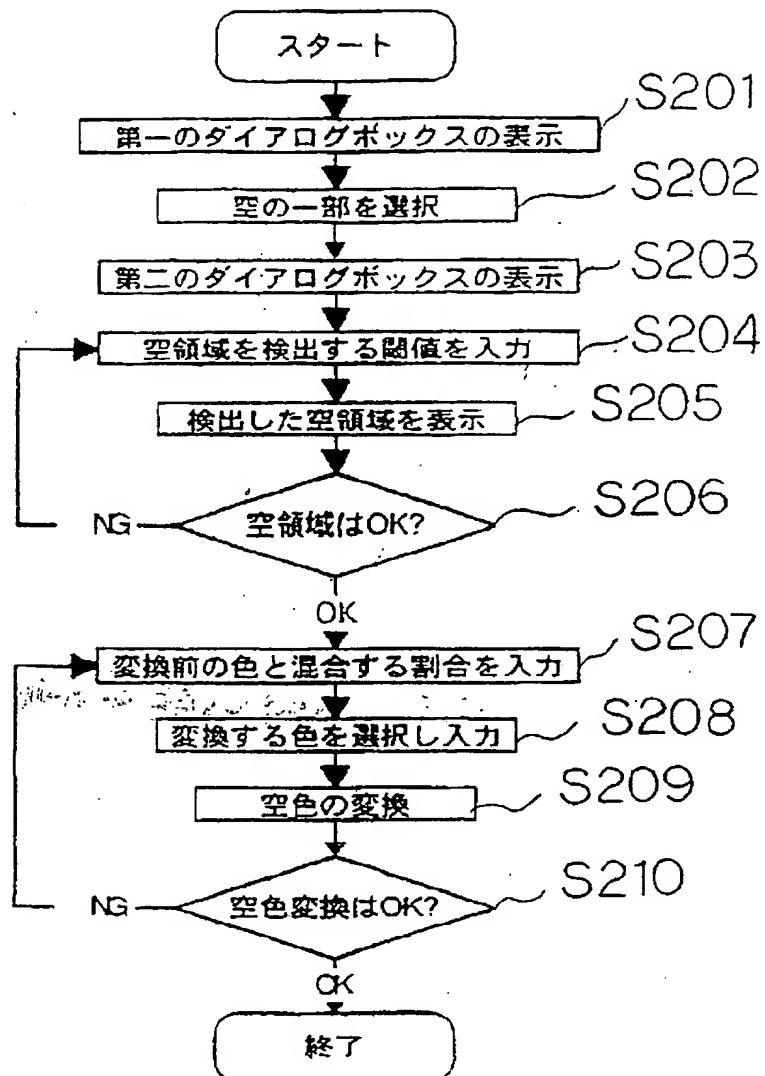 スタート
S201
第一のダイアログボックスの表示
S202
空の一部を選択
S203
第二のダイアログボックスの表示
S204
空領域を検出する閾値を入力
S205
検出した空領域を表示
S206
NG
空領域はOK?
OK
S207
変換前の色と混合する割合を入力
S208
変換する色を選択し入力
S209
空色の変換
S210
NG
空色変換はOK?
OK
終了